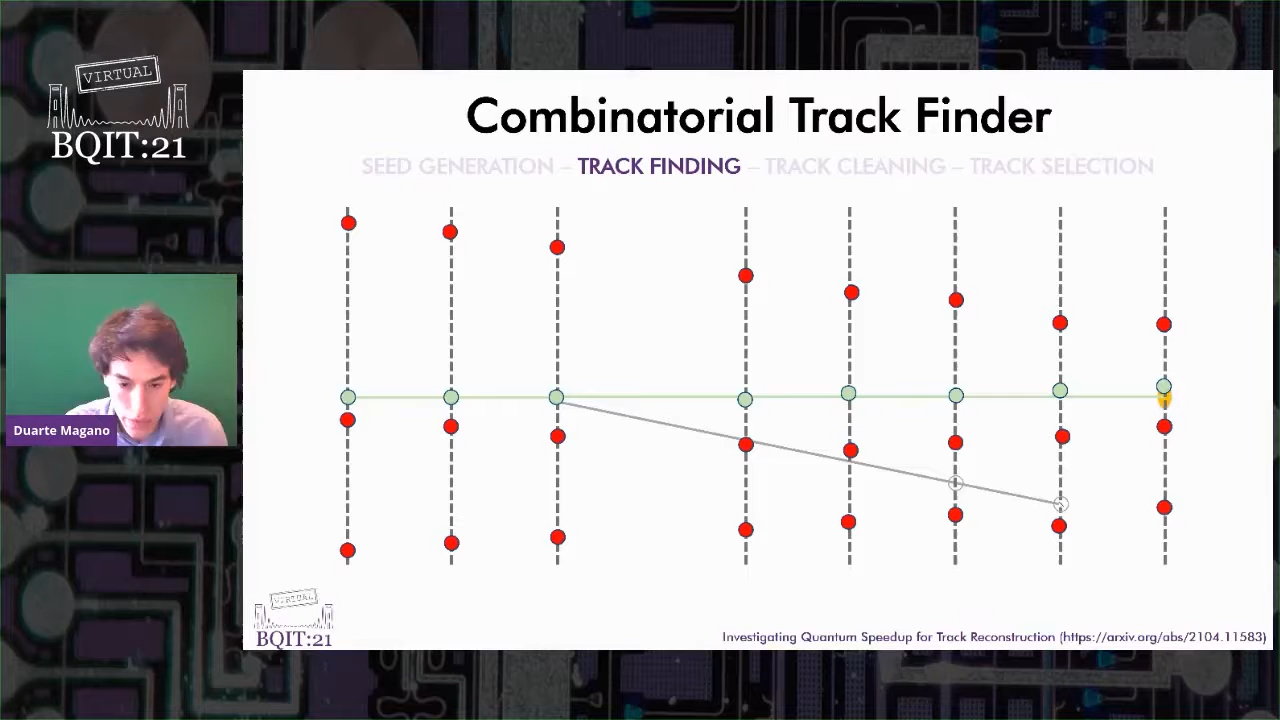 VIRTUAL
BQIT:21
Combinatorial Track Finder
SEED GENERATION – TRACK FINDING – TRACK CLEANING – TRACK SELECTION
Duarte Magano
VIRTUAL
BQIT:21
Investigating Quantum Speedup for Track Reconstruction (https://arxiv.org/abs/2104.11583)